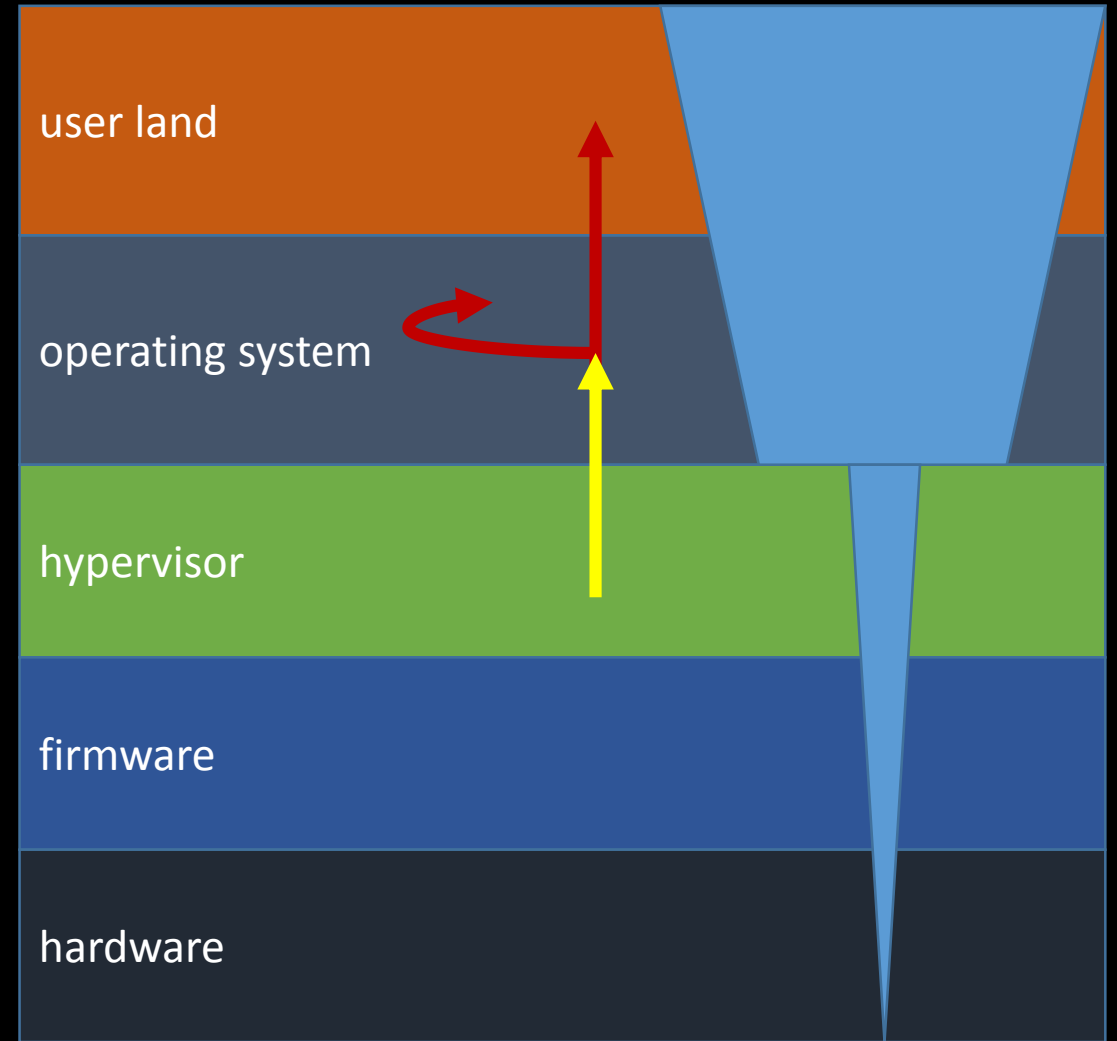 user land
operating system
hypervisor
firmware
hardware